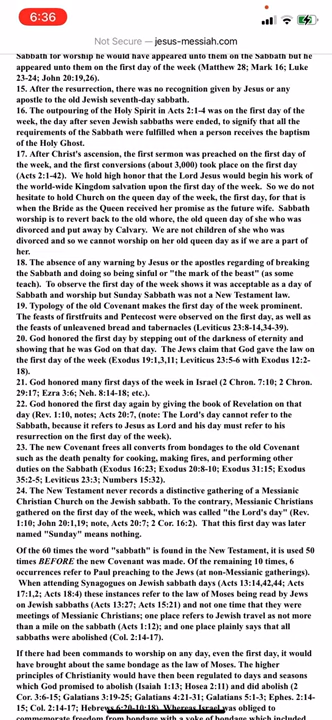 6:36
Not Secure — jesus-messiah.com
Sabbath for worship he would have appeared unto them on the Sabbath but he
appeared unto them on the first day of the week (Matthew 28; Mark 16; Luke
23-24; John 20:19,26).
15. After the resurrection, there was no recognition given by Jesus or any
apostle to the old Jewish seventh-day sabbath.
16. The outpouring of the Holy Spirit in Acts 2:1-4 was on the first day of the
week, the day after seven Jewish sabbaths were ended, to signify that all the
requirements of the Sabbath were fulfilled when a person receives the baptism
of the Holy Ghost.
17. After Christ's ascension, the first sermon was preached on the first day of
the week, and the first conversions (about 3,000) took place on the first day
(Acts 2:1-42). We hold high honor that the Lord Jesus would begin his work of
the world-wide Kingdom salvation upon the first day of the week. So we do not
hesitate to hold Church on the queen day of the week, the first day, for that is
when the Bride as the Queen received her promise as the future wife. Sabbath
worship is to revert back to the old whore, the old queen day of she who was
divorced and put away by Calvary. We are not children of she who was
divorced and so we cannot worship on her old queen day as if we are a part of
her.
18. The absence of any warning by Jesus or the apostles regarding of breaking
the Sabbath and doing so being sinful or "the mark of the beast" (as some
teach). To observe the first day of the week shows it was acceptable as a day of
Sabbath and worship but Sunday Sabbath was not a New Testament law.
19. Typology of the old Covenant makes the first day of the week prominent.
The feasts of firstfruits and Pentecost were observed on the first day, as well as
the feasts of unleavened bread and tabernacles (Leviticus 23:8-14,34-39).
20. God honored the first day by stepping out of the darkness of eternity and
showing that he was God on that day. The Jews claim that God gave the law on
the first day of the week (Exodus 19:1,3,11; Leviticus 23:5-6 with Exodus 12:2-
18).
21. God honored many first days of the week in Israel (2 Chron. 7:10; 2 Chron.
29:17; Ezra 3:6; Neh. 8:14-18; etc.).
22. God honored the first day again by giving the book of Revelation on that
day (Rev. 1:10, notes; Acts 20:7, (note: The Lord's day cannot refer to the
Sabbath, because it refers to Jesus as Lord and his day must refer to his
resurrection on the first day of the week).
23. The new Covenant frees all converts from bondages to the old Covenant
such as the death penalty for cooking, making fires, and performing other
duties on the Sabbath (Exodus 16:23; Exodus 20:8-10; Exodus 31:15; Exodus
35:2-5; Leviticus 23:3; Numbers 15:32).
24. The New Testament never records a distinctive gathering of a Messianic
Christian Church on the Jewish sabbath. To the contrary, Messianic Christians
gathered on the first day of the week, which was called "the lord's day" (Rev.
1:10; John 20:1,19; note, Acts 20:7; 2 Cor. 16:2). That this first day was later
named "Sunday" means nothing.
Of the 60 times the word "sabbath" is found in the New Testament, it is used 50
times BEFORE the new Covenant was made. Of the remaining 10 times, 6
occurrences refer to Paul preaching to the Jews (at non-Messianic gatherings).
When attending Synagogues on Jewish sabbath days (Acts 13:14,42,44; Acts
17:1,2; Acts 18:4) these instances refer to the law of Moses being read by Jews
on Jewish sabbaths (Acts 13:27; Acts 15:21) and not one time that they were
meetings of Messianic Christians; one place refers to Jewish travel as not more
than a mile on the sabbath (Acts 1:12); and one place plainly says that all
sabbaths were abolished (Col. 2:14-17).
If there had been commands to worship on any day, even the first day, it would
have brought about the same bondage as the law of Moses. The higher
principles of Christianity would have then been regulated to days and seasons
which God promised to abolish (Isaiah 1:13; Hosea 2:11) and did abolish (2
Cor. 3:6-15; Galatians 3:19-25; Galatians 4:21-31; Galatians 5:1-3; Ephes. 2:14-
15; Col. 2:14-17; Hebrews 6:20-10:18). Whereas Israel was obliged to
commemorate freedom from bondage with a yoke of bondage which included